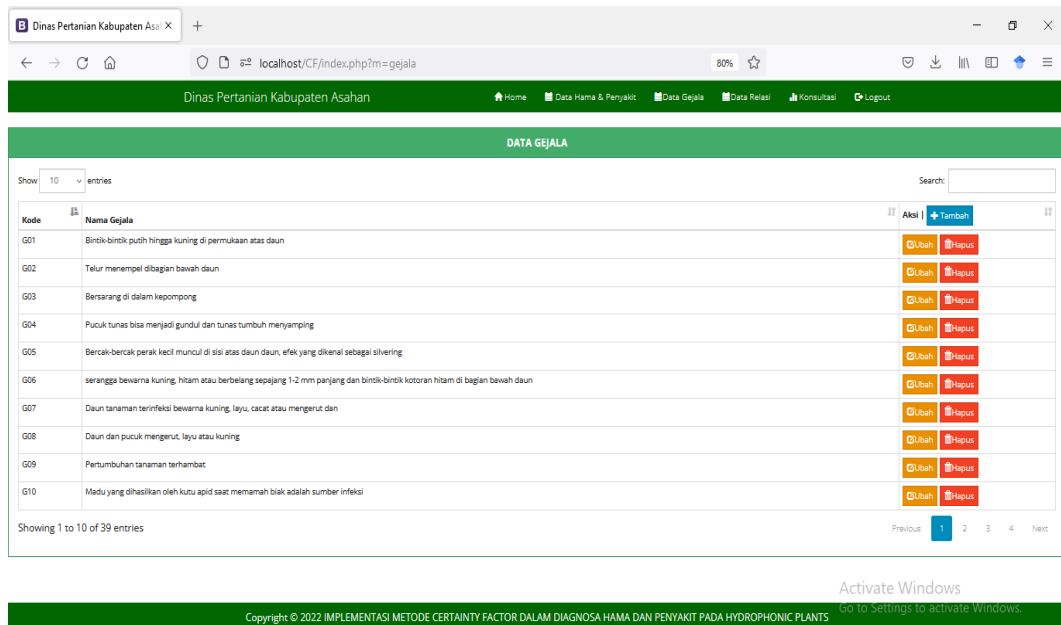 Dinas Pertanian Kabupaten Asa
localhost/CF/index.php?m=gejala 80%
Dinas Pertanian Kabupaten Asahan Home Data Hama & Penyakit Data Gejala Data Relasi Konsultasi Logout
DATA GEJALA
Show 10 entries Search:
Kode Nama Gejala Aksi | Tambah
G01 Bintik-bintik putih hingga kuning di permukaan atas daun Ubah Hapus
G02 Telur menempel dibagian bawah daun Ubah Hapus
G03 Bersarang di dalam kepompong Ubah Hapus
G04 Pucuk tunas bisa menjadi gundul dan tunas tumbuh menyamping Ubah Hapus
G05 Bercak-bercak perak kecil muncul di sisi atas daun daun, efek yang dikenal sebagai silvering Ubah Hapus
G06 serangga bewarna kuning, hitam atau berbelang sepajang 1-2 mm panjang dan bintik-bintik kotoran hitam di bagian bawah daun Ubah Hapus
G07 Daun tanaman terinfeksi bewarna kuning, layu, cacat atau mengerut dan Ubah Hapus
G08 Daun dan pucuk mengerut, layu atau kuning Ubah Hapus
G09 Pertumbuhan tanaman terhambat Ubah Hapus
G10 Madu yang dihasilkan oleh kutu apid saat memamah biak adalah sumber infeksi Ubah Hapus
Showing 1 to 10 of 39 entries Previous 1 2 3 4 Next
Activate Windows
Go to Settings to activate Windows.
Copyright © 2022 IMPLEMENTASI METODE CERTAINTY FACTOR DALAM DIAGNOSA HAMA DAN PENYAKIT PADA HYDROPHONIC PLANTS